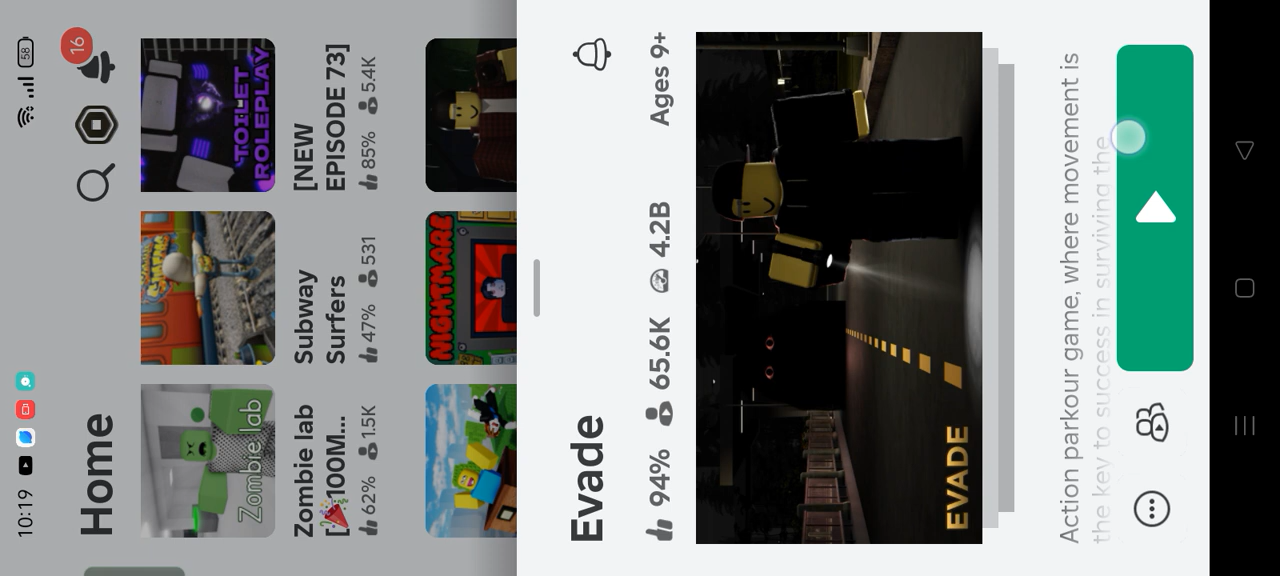 10:19
58
Home
16
Zombie lab
TOILET
ROLEPLAY
Zombie lab
[🎉100M...
62% 1.5K
Subway
Surfers
47% 531
[NEW
EPISODE 73]
85% 5.4K
NIGHTMARE
Evade
94% 65.6K 4.2B Ages 9+
EVADE
Action parkour game, where movement is
the key to success in surviving the